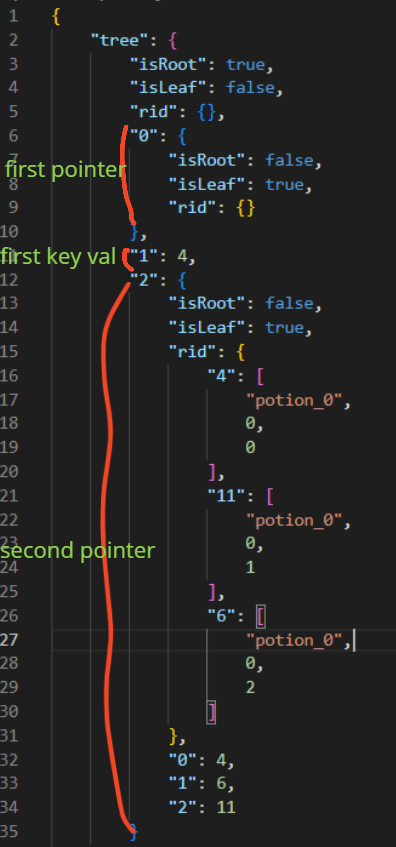 1 {
2 "tree": {
3 "isRoot": true,
4 "isLeaf": false,
5 "rid": {},
6 "0": {
7 "isRoot": false,
first pointer
8 "isLeaf": true,
9 "rid": {}
10 },
first key val
11 "1": 4,
12 "2": {
13 "isRoot": false,
14 "isLeaf": true,
15 "rid": {
16 "4": [
17 "potion_0",
18 0,
19 0
20 ],
21 "11": [
22 "potion_0",
23 0,
second pointer
24 1
25 ],
26 "6": [
27 "potion_0",
28 0,
29 2
30 ]
31 },
32 "0": 4,
33 "1": 6,
34 "2": 11
35 }